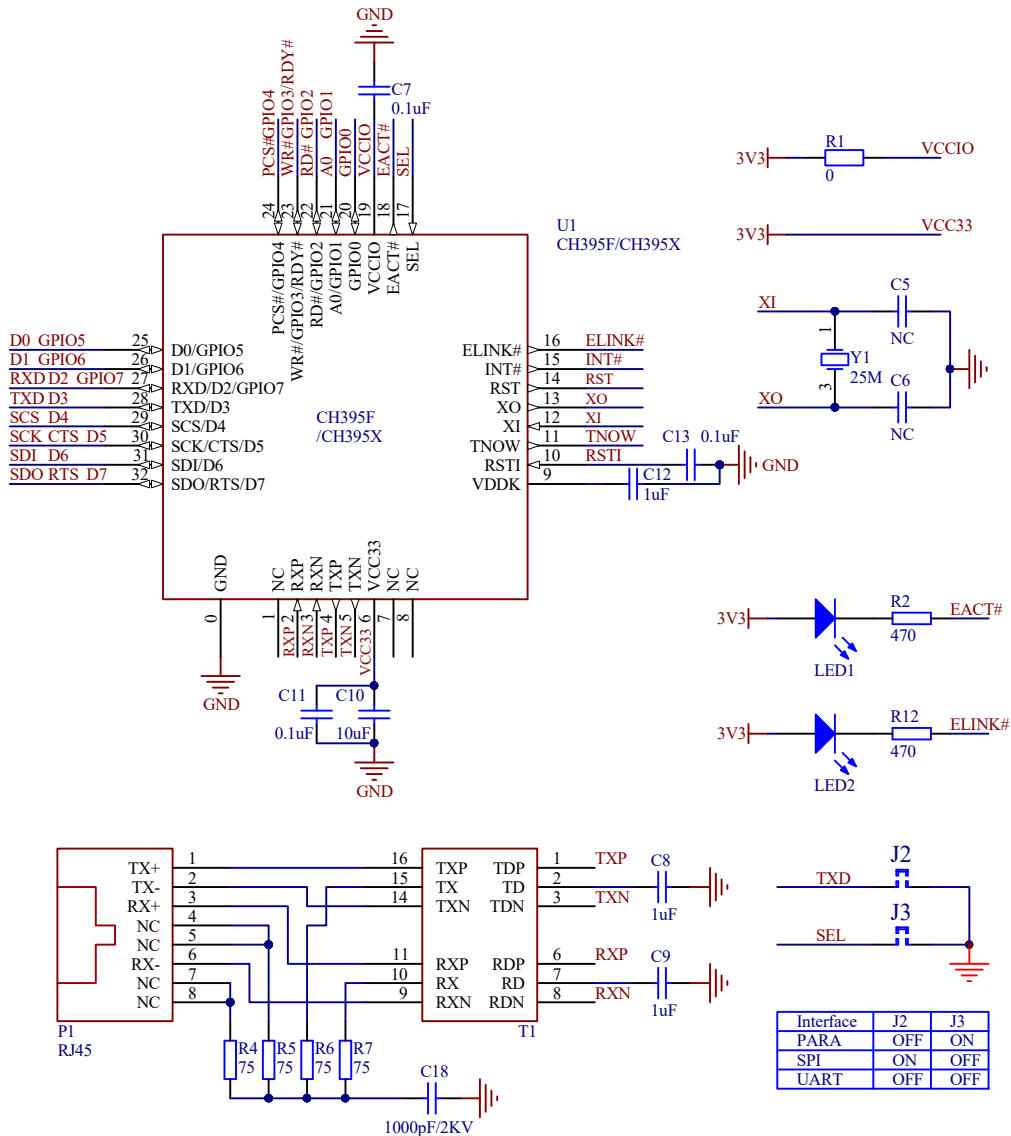 GND
C7
0.1uF
PCS#GPIO4
WR#GPIO3/RDY#
RD# GPIO2
A0 GPIO1
GPIO0
VCCIO
EACT#
SEL
24
23
22
21
20
19
18
17
PCS#/GPIO4
WR#/GPIO3/RDY#
RD#/GPIO2
A0/GPIO1
GPIO0
VCCIO
EACT#
SEL
U1
CH395F/CH395X
3V3
R1
0
VCCIO
3V3
VCC33
D0 GPIO5
25
D0/GPIO5
D1 GPIO6
26
D1/GPIO6
RXD D2 GPIO7
27
RXD/D2/GPIO7
TXD D3
28
TXD/D3
SCS D4
29
SCS/D4
SCK CTS D5
30
SCK/CTS/D5
SDI D6
31
SDI/D6
SDO RTS D7
32
SDO/RTS/D7
CH395F
/CH395X
ELINK#
16
ELINK#
INT#
15
INT#
RST
14
RST
XO
13
XO
XI
12
XI
TNOW
11
TNOW
RSTI
10
RSTI
VDDK
9
C13
0.1uF
C12
1uF
GND
XI
C5
NC
1
Y1
25M
3
XO
C6
NC
GND
NC
RXP
RXN
TXP
TXN
VCC33
NC
NC
0
1
RXP 2
RXN 3
TXP 4
TXN 5
VCC33 6
7
8
GND
C11
0.1uF
C10
10uF
GND
3V3
LED1
R2
470
EACT#
3V3
LED2
R12
470
ELINK#
TX+
1
TX-
2
RX+
3
NC
4
NC
5
RX-
6
NC
7
NC
8
P1
RJ45
16
TXP
15
TX
14
TXN
11
RXP
10
RX
9
RXN
TDP
1
TXP
TD
2
TDN
3
TXN
RDP
6
RXP
RD
7
RDN
8
RXN
T1
C8
1uF
C9
1uF
R4
75
R5
75
R6
75
R7
75
C18
1000pF/2KV
TXD
J2
SEL
J3
Interface J2 J3
PARA OFF ON
SPI ON OFF
UART OFF OFF